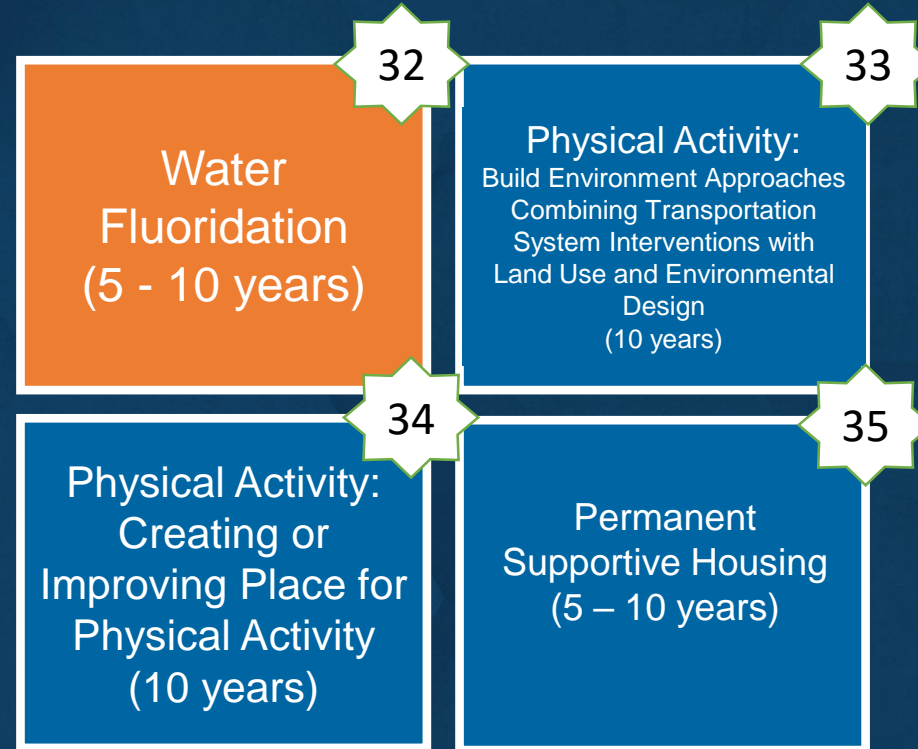 32
Water
Fluoridation
(5 - 10 years)
33
Physical Activity:
Build Environment Approaches
Combining Transportation
System Interventions with
Land Use and Environmental
Design
(10 years)
34
Physical Activity:
Creating or
Improving Place for
Physical Activity
(10 years)
35
Permanent
Supportive Housing
(5 – 10 years)